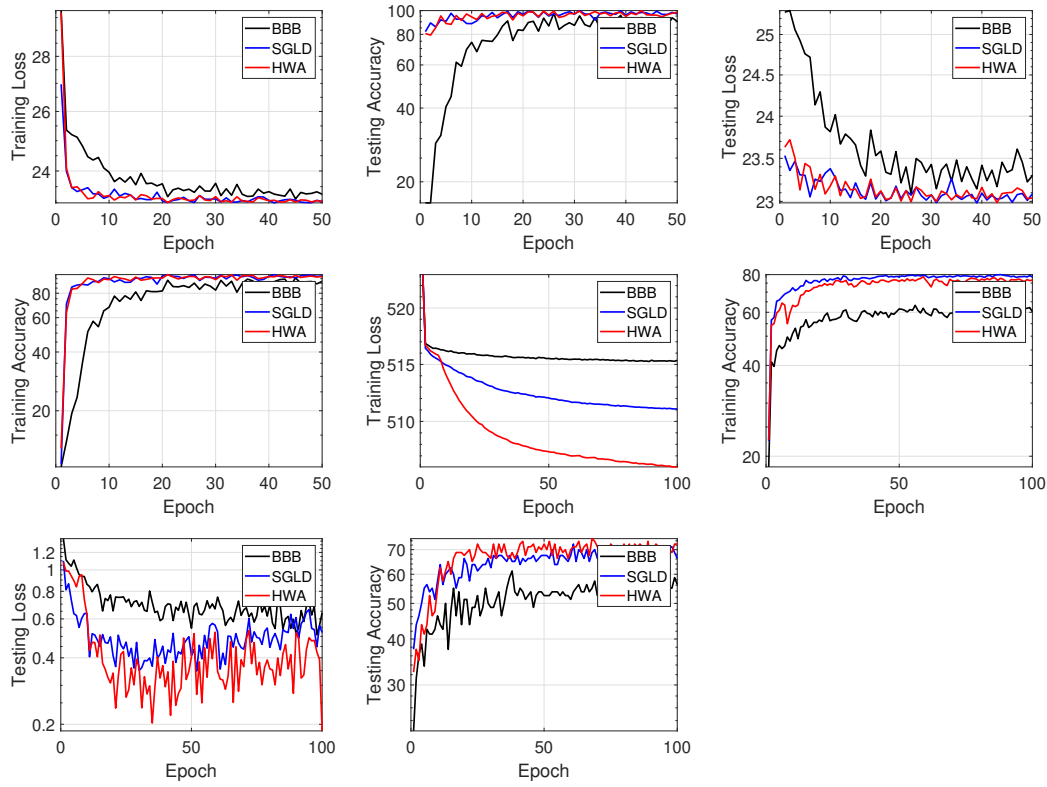 Training Loss
28
26
24
0
10
20
30
40
50
Epoch
BBB
SGLD
HWA
Testing Accuracy
100
80
60
40
20
0
10
20
30
40
50
Epoch
BBB
SGLD
HWA
Testing Loss
25
24.5
24
23.5
23
0
10
20
30
40
50
Epoch
BBB
SGLD
HWA
Training Accuracy
80
60
40
20
0
10
20
30
40
50
Epoch
BBB
SGLD
HWA
Training Loss
520
515
510
0
50
100
Epoch
BBB
SGLD
HWA
Training Accuracy
80
60
40
20
0
50
100
Epoch
BBB
SGLD
HWA
Testing Loss
1.2
1
0.8
0.6
0.4
0.2
0
50
100
Epoch
BBB
SGLD
HWA
Testing Accuracy
70
60
50
40
30
0
50
100
Epoch
BBB
SGLD
HWA